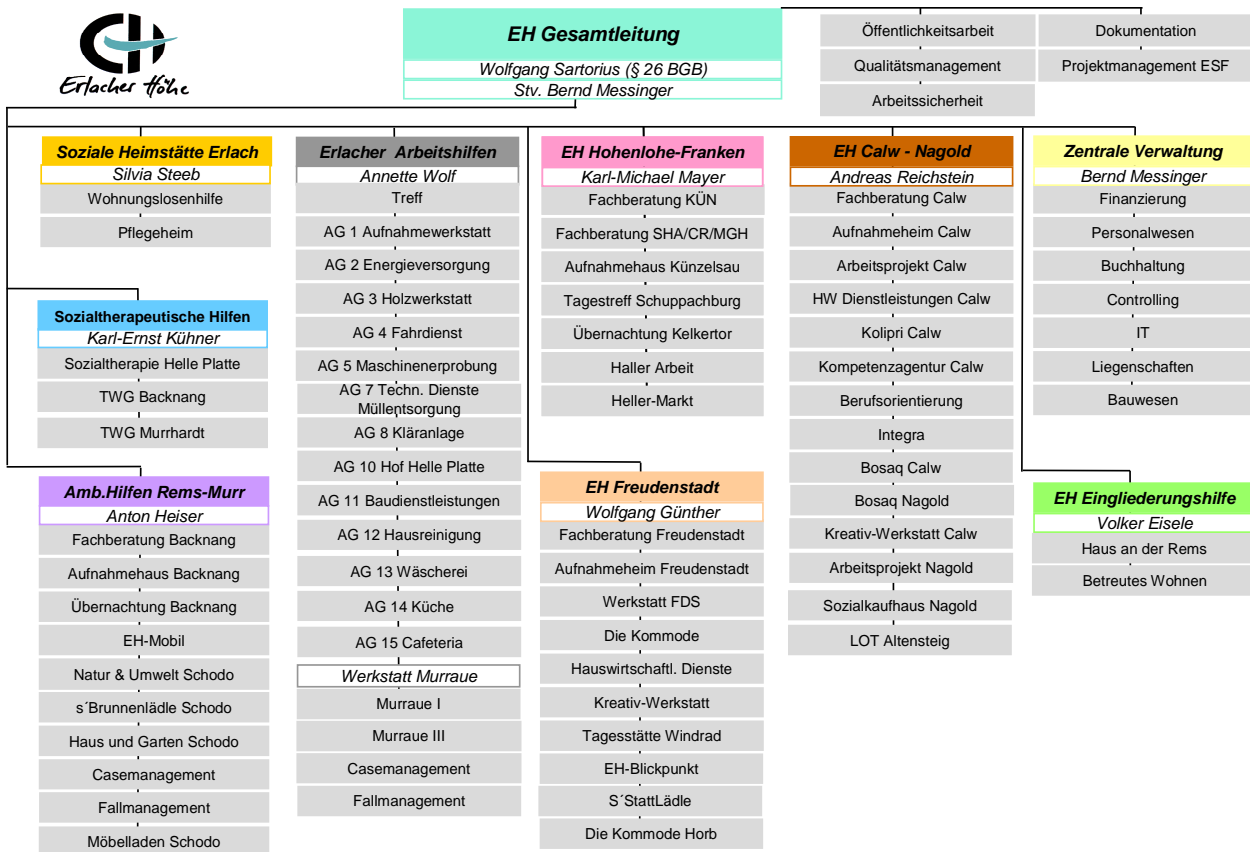 Erlacher Höhe
EH Gesamtleitung
Wolfgang Sartorius (§ 26 BGB)
Stv. Bernd Messinger
Öffentlichkeitsarbeit
Qualitätsmanagement
Arbeitssicherheit
Dokumentation
Projektmanagement ESF
Soziale Heimstätte Erlach
Silvia Steeb
Wohnungslosenhilfe
Pflegeheim
Sozialtherapeutische Hilfen
Karl-Ernst Kühner
Sozialtherapie Helle Platte
TWG Backnang
TWG Murrhardt
Amb.Hilfen Rems-Murr
Anton Heiser
Fachberatung Backnang
Aufnahmehaus Backnang
Übernachtung Backnang
EH-Mobil
Natur & Umwelt Schodo
s´Brunnenlädle Schodo
Haus und Garten Schodo
Casemanagement
Fallmanagement
Möbelladen Schodo
Erlacher Arbeitshilfen
Annette Wolf
Treff
AG 1 Aufnahmewerkstatt
AG 2 Energieversorgung
AG 3 Holzwerkstatt
AG 4 Fahrdienst
AG 5 Maschinenerprobung
AG 7 Techn. Dienste
Müllentsorgung
AG 8 Kläranlage
AG 10 Hof Helle Platte
AG 11 Baudienstleistungen
AG 12 Hausreinigung
AG 13 Wäscherei
AG 14 Küche
AG 15 Cafeteria
Werkstatt Murraue
Murraue I
Murraue III
Casemanagement
Fallmanagement
EH Hohenlohe-Franken
Karl-Michael Mayer
Fachberatung KÜN
Fachberatung SHA/CR/MGH
Aufnahmehaus Künzelsau
Tagestreff Schuppachburg
Übernachtung Kelkertor
Haller Arbeit
Heller-Markt
EH Freudenstadt
Wolfgang Günther
Fachberatung Freudenstadt
Aufnahmeheim Freudenstadt
Werkstatt FDS
Die Kommode
Hauswirtschaftl. Dienste
Kreativ-Werkstatt
Tagesstätte Windrad
EH-Blickpunkt
S´StattLädle
Die Kommode Horb
EH Calw - Nagold
Andreas Reichstein
Fachberatung Calw
Aufnahmeheim Calw
Arbeitsprojekt Calw
HW Dienstleistungen Calw
Kolipri Calw
Kompetenzagentur Calw
Berufsorientierung
Integra
Bosaq Calw
Bosaq Nagold
Kreativ-Werkstatt Calw
Arbeitsprojekt Nagold
Sozialkaufhaus Nagold
LOT Altensteig
Zentrale Verwaltung
Bernd Messinger
Finanzierung
Personalwesen
Buchhaltung
Controlling
IT
Liegenschaften
Bauwesen
EH Eingliederungshilfe
Volker Eisele
Haus an der Rems
Betreutes Wohnen